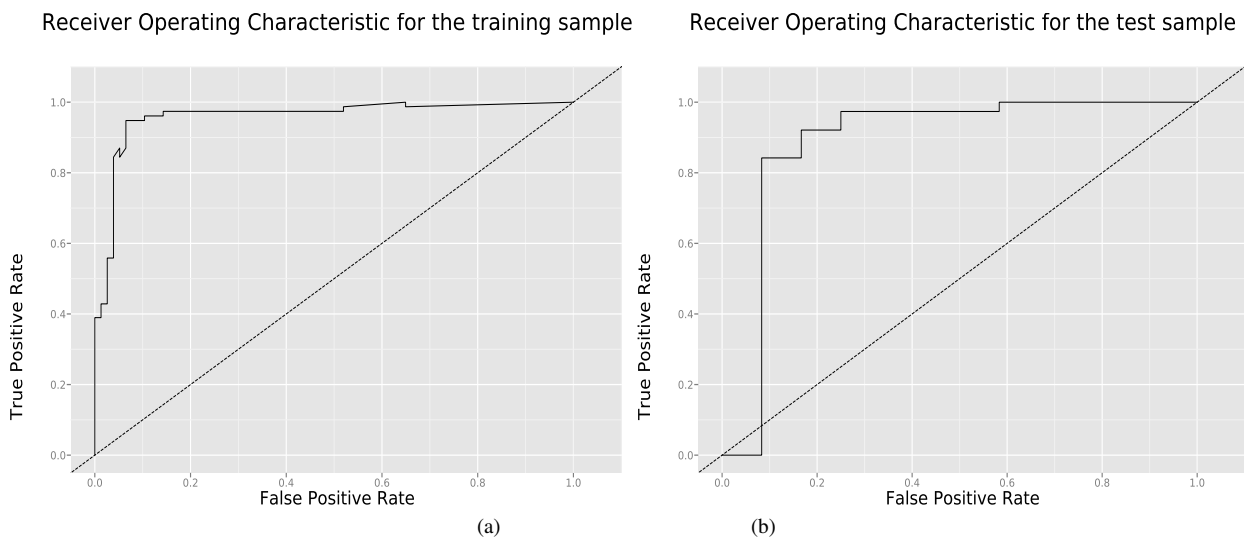 Receiver Operating Characteristic for the training sample
1.0
0.8
0.6
0.4
0.2
0.0
True Positive Rate
0.0 0.2 0.4 0.6 0.8 1.0
False Positive Rate
(a)
Receiver Operating Characteristic for the test sample
1.0
0.8
0.6
0.4
0.2
0.0
True Positive Rate
0.0 0.2 0.4 0.6 0.8 1.0
False Positive Rate
(b)